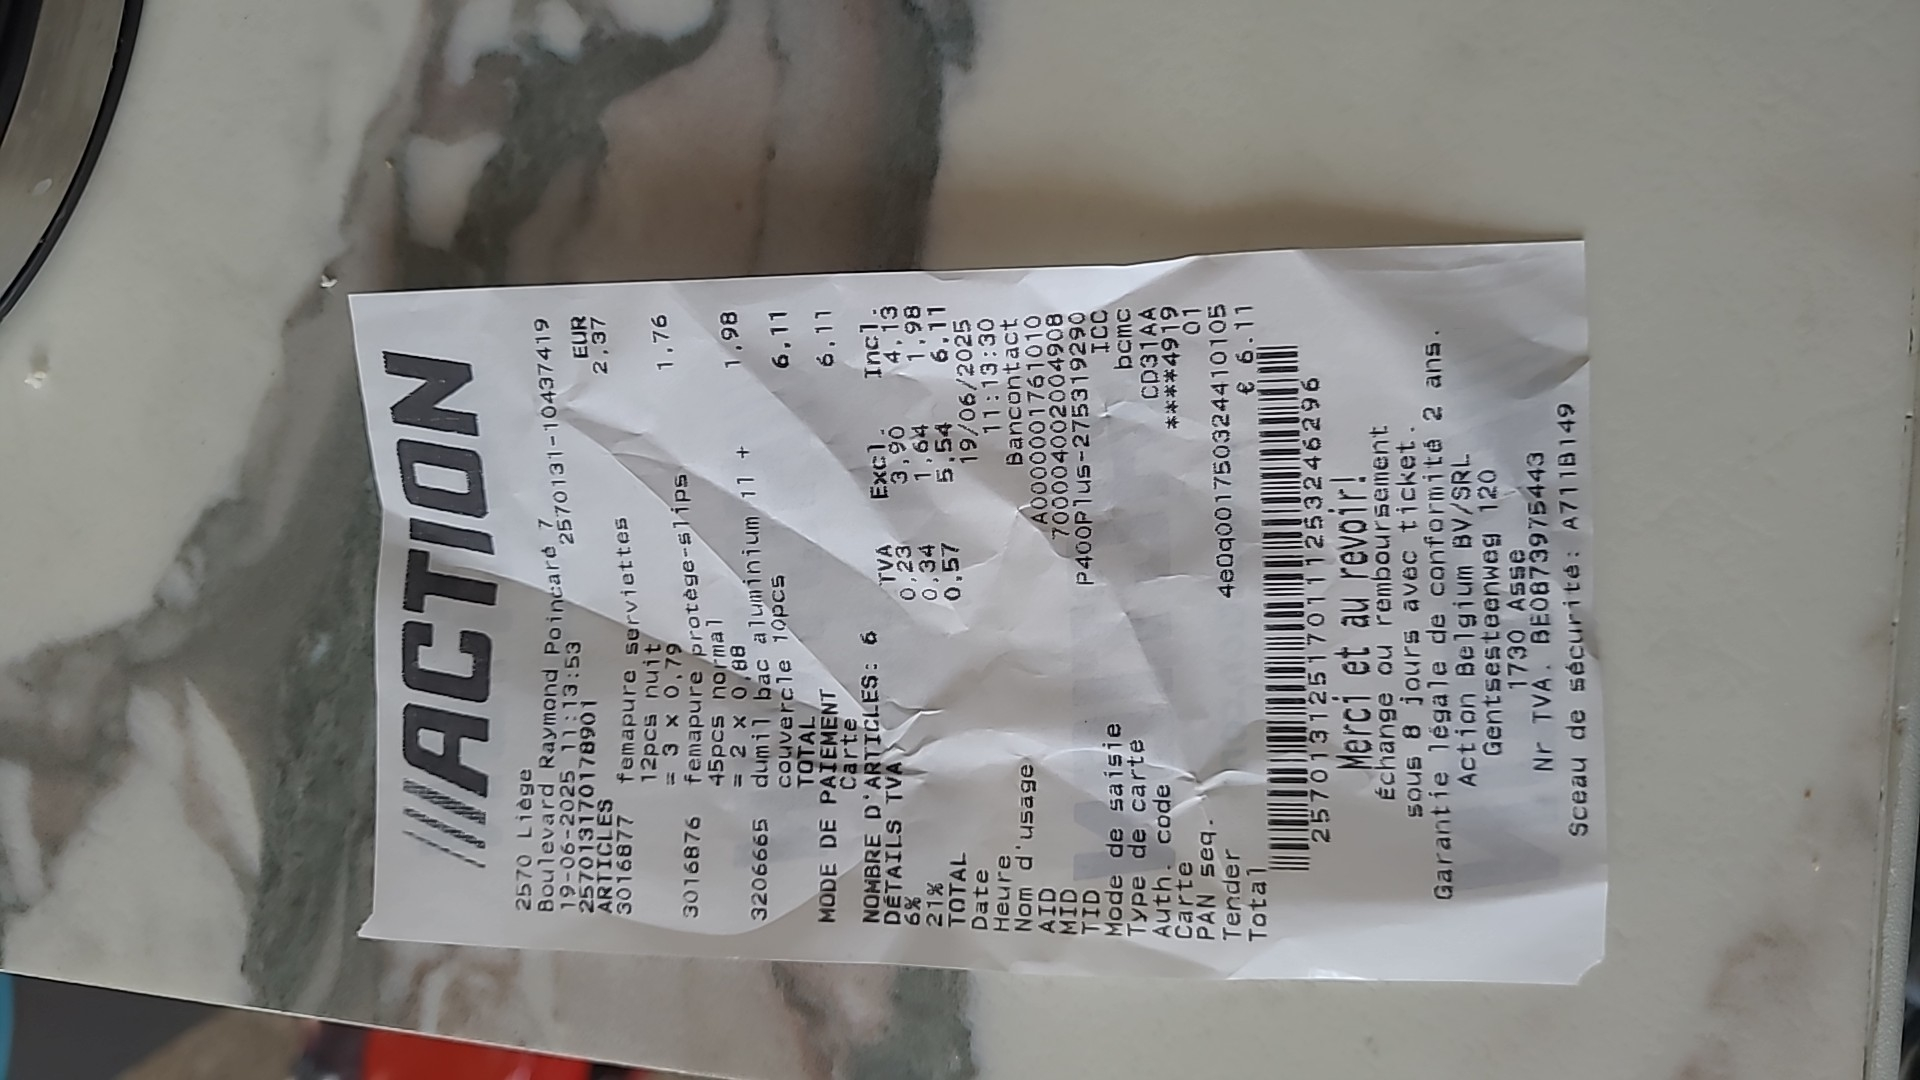 ACTION
2570 Liège
Boulevard Raymond Poincaré 7
19-06-2025 11:13:53 2570131-10437419
257013170178901
ARTICLES EUR
3016877 femapure serviettes 2,37
12pcs nuit
= 3 x 0,79
3016876 femapure protège-slips 1,76
45pcs normal
= 2 x 0,88
3206665 dumil bac aluminium 1l + 1,98
couvercle 10pcs
TOTAL 6,11
MODE DE PAIEMENT
Carte 6,11
NOMBRE D'ARTICLES: 6
DÉTAILS TVA TVA Excl. Incl.
6% 0,23 3,90 4,13
21% 0,34 1,64 1,98
TOTAL 0,57 5,54 6,11
Date 19/06/2025
Heure 11:13:30
Nom d'usage Bancontact
AID A0000001761010
MID 700004002004908
TID P400Plus-275319290
Mode de saisie ICC
Type de carte bcmc
Auth. code CD31AA
Carte ****4919
PAN seq. 01
Tender 4e0q001750324410105
Total € 6.11
Merci et au revoir!
Échange ou remboursement
sous 8 jours avec ticket.
Garantie légale de conformité 2 ans.
Action Belgium BV/SRL
Gentsesteenweg 120
1730 Asse
Nr TVA. BE0873975443
Sceau de sécurité: A711B149